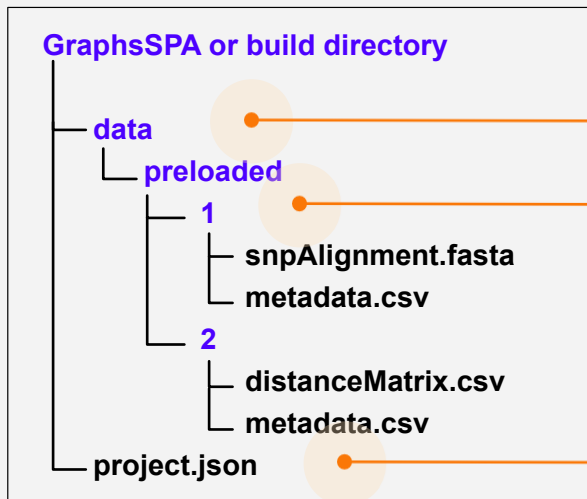 GraphsSPA or build directory
data
preloaded
1
snpAlignment.fasta
metadata.csv
2
distanceMatrix.csv
metadata.csv
project.json